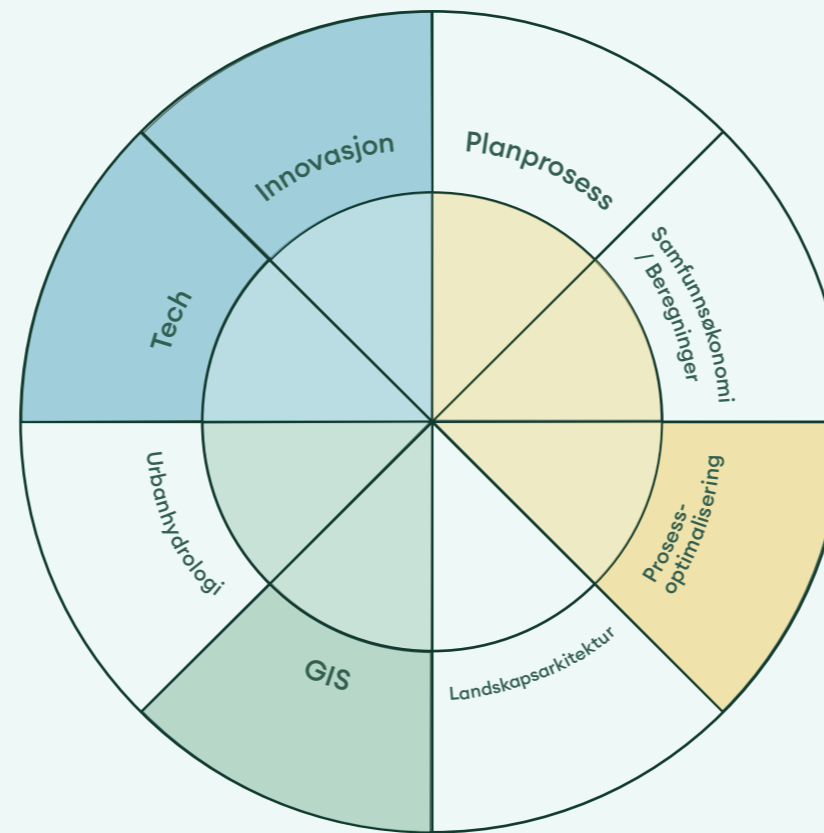 Innovasjon
Planprosess
Samfunnsøkonomi
/ Beregninger
Tech
Urbanhydrologi
Prosess-
optimalisering
GIS
Landskapsarkitektur